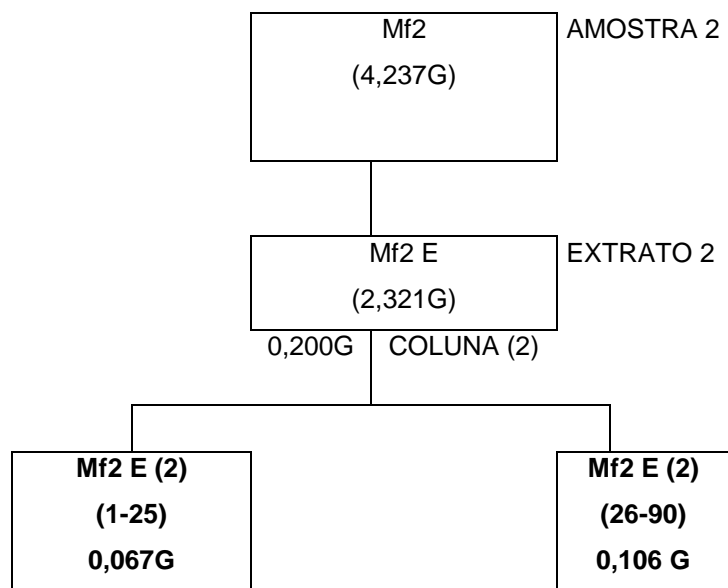 Mf2
(4,237G)
AMOSTRA 2
Mf2 E
(2,321G)
EXTRATO 2
0,200G
COLUNA (2)
Mf2 E (2)
(1-25)
0,067G
Mf2 E (2)
(26-90)
0,106 G